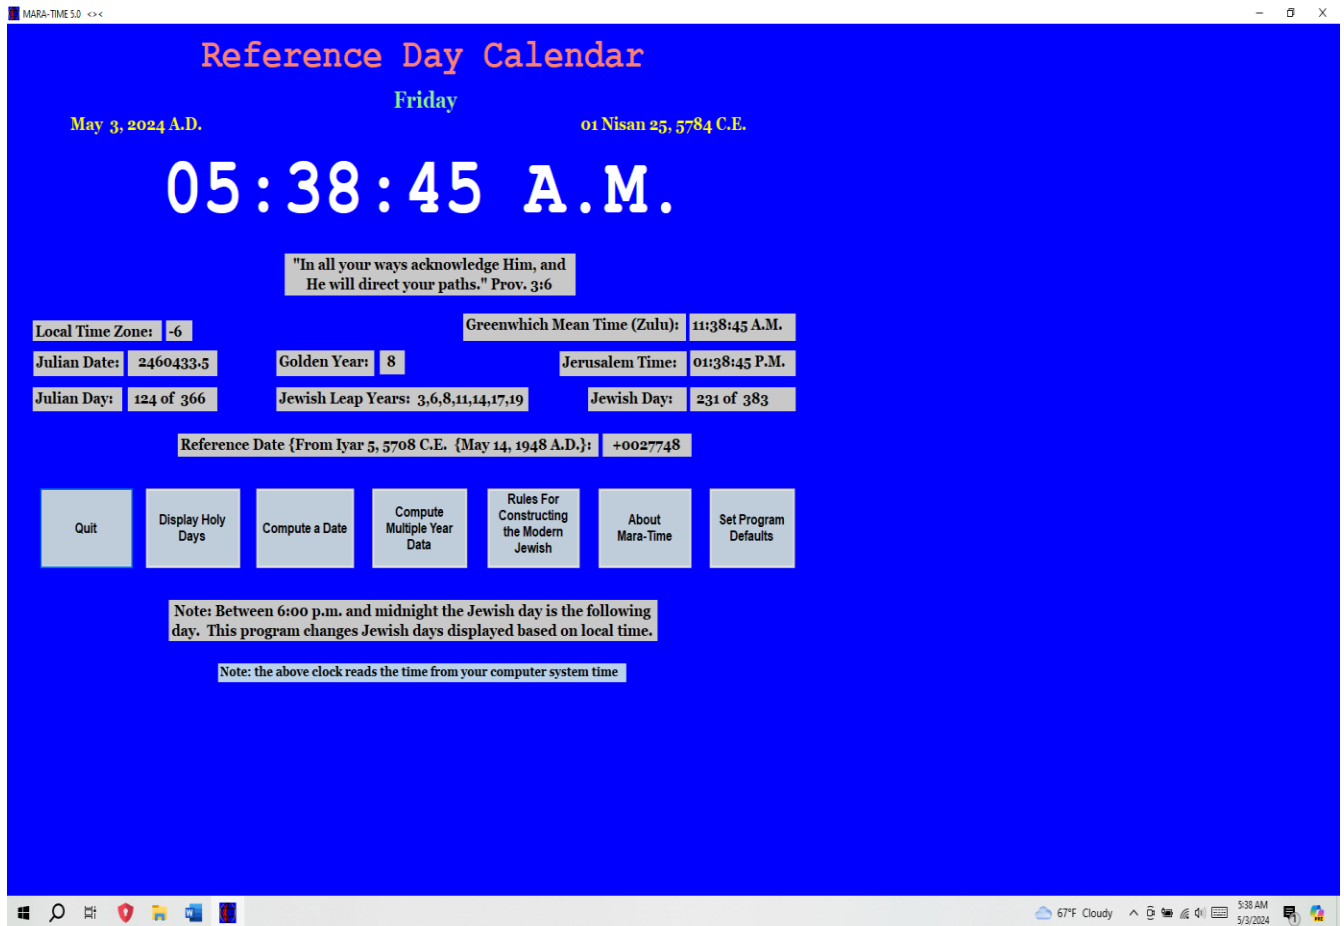 MARA-TIME 5.0 <><
Reference Day Calendar
Friday
May 3, 2024 A.D.
01 Nisan 25, 5784 C.E.
05:38:45 A.M.
"In all your ways acknowledge Him, and
He will direct your paths." Prov. 3:6
Local Time Zone: -6
Greenwhich Mean Time (Zulu): 11:38:45 A.M.
Julian Date: 2460433.5
Golden Year: 8
Jerusalem Time: 01:38:45 P.M.
Julian Day: 124 of 366
Jewish Leap Years: 3,6,8,11,14,17,19
Jewish Day: 231 of 383
Reference Date {From Iyar 5, 5708 C.E. {May 14, 1948 A.D.}: +0027748
Quit
Display Holy
Days
Compute a Date
Compute
Multiple Year
Data
Rules For
Constructing
the Modern
Jewish
About
Mara-Time
Set Program
Defaults
Note: Between 6:00 p.m. and midnight the Jewish day is the following
day. This program changes Jewish days displayed based on local time.
Note: the above clock reads the time from your computer system time
67°F Cloudy
5:38 AM
5/3/2024